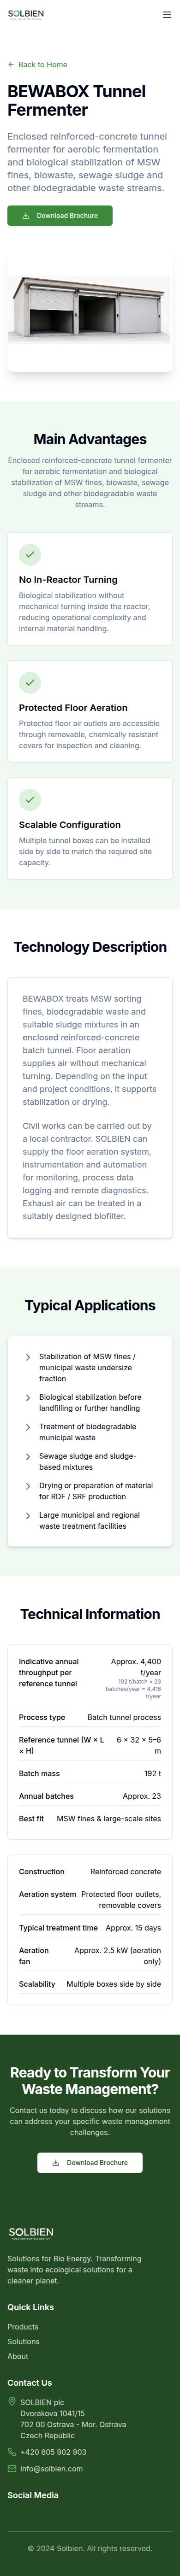 SOLBIEN
Back to Home
BEWABOX Tunnel
Fermenter
Enclosed reinforced-concrete tunnel
fermenter for aerobic fermentation
and biological stabilization of MSW
fines, biowaste, sewage sludge and
other biodegradable waste streams.
Download Brochure
Main Advantages
Enclosed reinforced-concrete tunnel fermenter
for aerobic fermentation and biological
stabilization of MSW fines, biowaste, sewage
sludge and other biodegradable waste
streams.
No In-Reactor Turning
Biological stabilization without
mechanical turning inside the reactor,
reducing operational complexity and
internal material handling.
Protected Floor Aeration
Protected floor air outlets are accessible
through removable, chemically resistant
covers for inspection and cleaning.
Scalable Configuration
Multiple tunnel boxes can be installed
side by side to match the required site
capacity.
Technology Description
BEWABOX treats MSW sorting
fines, biodegradable waste and
suitable sludge mixtures in an
enclosed reinforced-concrete
batch tunnel. Floor aeration
supplies air without mechanical
turning. Depending on the input
and project conditions, it supports
stabilization or drying.
Civil works can be carried out by
a local contractor. SOLBIEN can
supply the floor aeration system,
instrumentation and automation
for monitoring, process data
logging and remote diagnostics.
Exhaust air can be treated in a
suitably designed biofilter.
Typical Applications
Stabilization of MSW fines /
municipal waste undersize
fraction
Biological stabilization before
landfilling or further handling
Treatment of biodegradable
municipal waste
Sewage sludge and sludge-
based mixtures
Drying or preparation of material
for RDF / SRF production
Large municipal and regional
waste treatment facilities
Technical Information
Indicative annual
throughput per
reference tunnel
Approx. 4,400
t/year
192 t/batch × 23
batches/year = 4,416
t/year
Process type Batch tunnel process
Reference tunnel (W × L
× H)
6 × 32 × 5–6
m
Batch mass 192 t
Annual batches Approx. 23
Best fit MSW fines & large-scale sites
Construction Reinforced concrete
Aeration system Protected floor outlets,
removable covers
Typical treatment time Approx. 15 days
Aeration
fan
Approx. 2.5 kW (aeration
only)
Scalability Multiple boxes side by side
Ready to Transform Your
Waste Management?
Contact us today to discuss how our solutions
can address your specific waste management
challenges.
Download Brochure
SOLBIEN
Solutions for Bio Energy. Transforming
waste into ecological solutions for a
cleaner planet.
Quick Links
Products
Solutions
About
Contact Us
SOLBIEN plc
Dvorakova 1041/15
702 00 Ostrava - Mor. Ostrava
Czech Republic
+420 605 902 903
info@solbien.com
Social Media
© 2024 Solbien. All rights reserved.